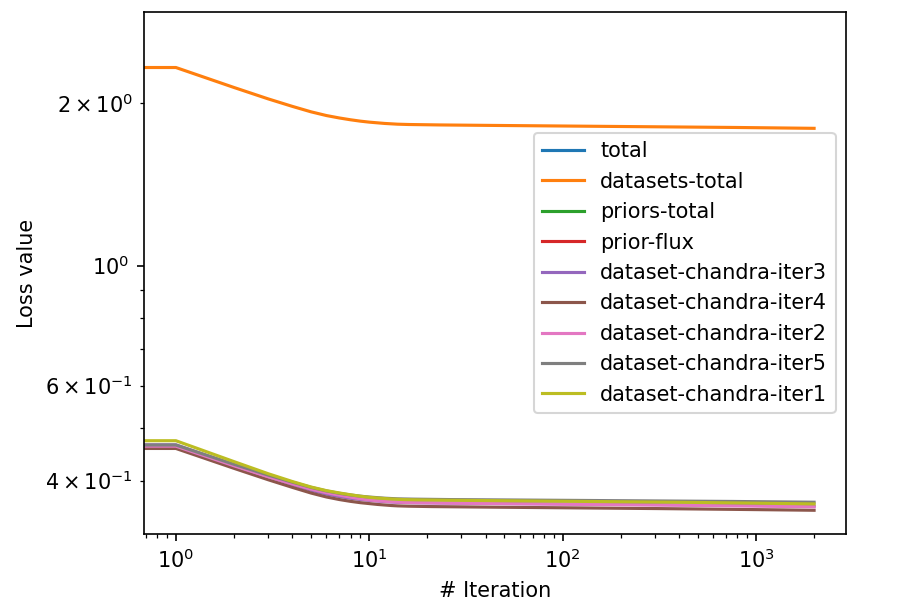 2 × 10⁰
10⁰
6 × 10⁻¹
4 × 10⁻¹
Loss value
total
datasets-total
priors-total
prior-flux
dataset-chandra-iter3
dataset-chandra-iter4
dataset-chandra-iter2
dataset-chandra-iter5
dataset-chandra-iter1
10⁰ 10¹ 10² 10³
# Iteration